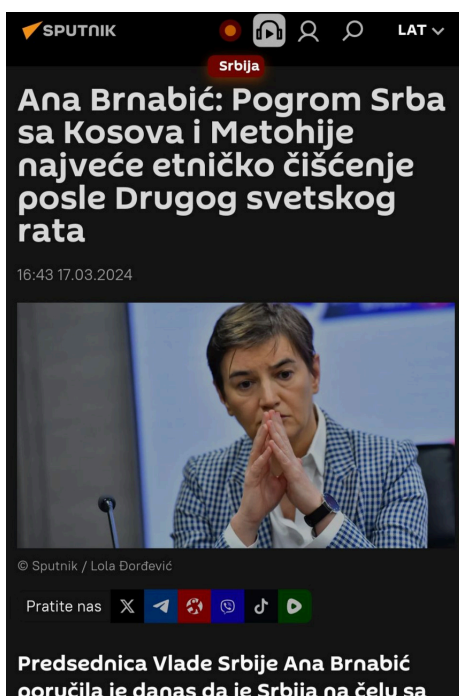 SPUTNIK
LAT
Srbija
Ana Brnabić: Pogrom Srba
sa Kosova i Metohije
najveće etničko čišćenje
posle Drugog svetskog
rata
16:43 17.03.2024
© Sputnik / Lola Đorđević
Pratite nas
Predsednica Vlade Srbije Ana Brnabić
poručila je danas da je Srbija na čelu sa